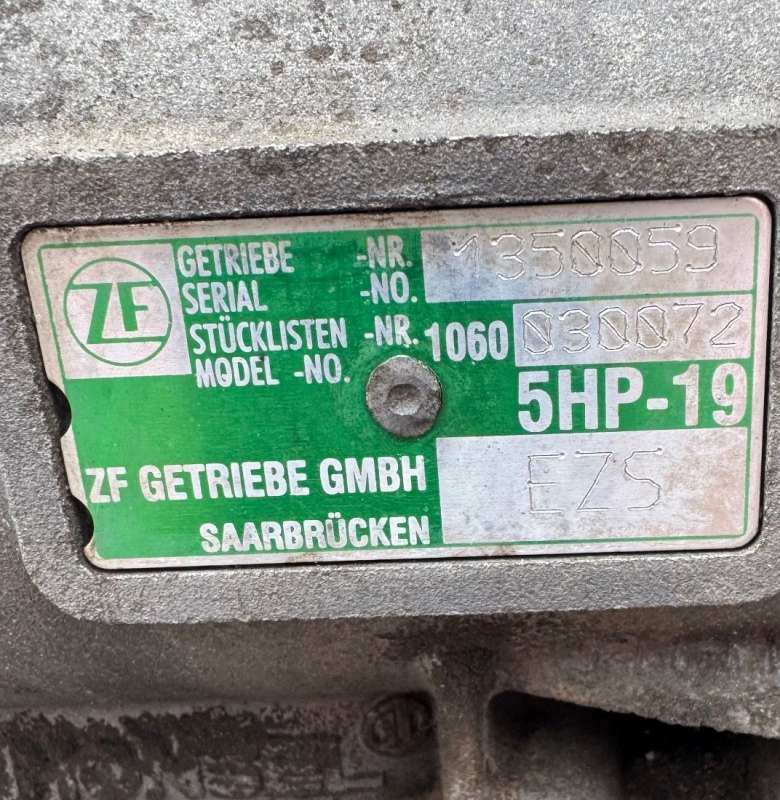 ZF
GETRIEBE -NR. 1350059
SERIAL -NO.
STÜCKLISTEN -NR. 1060 030072
MODEL -NO.
5HP-19
ZF GETRIEBE GMBH EZS
SAARBRÜCKEN